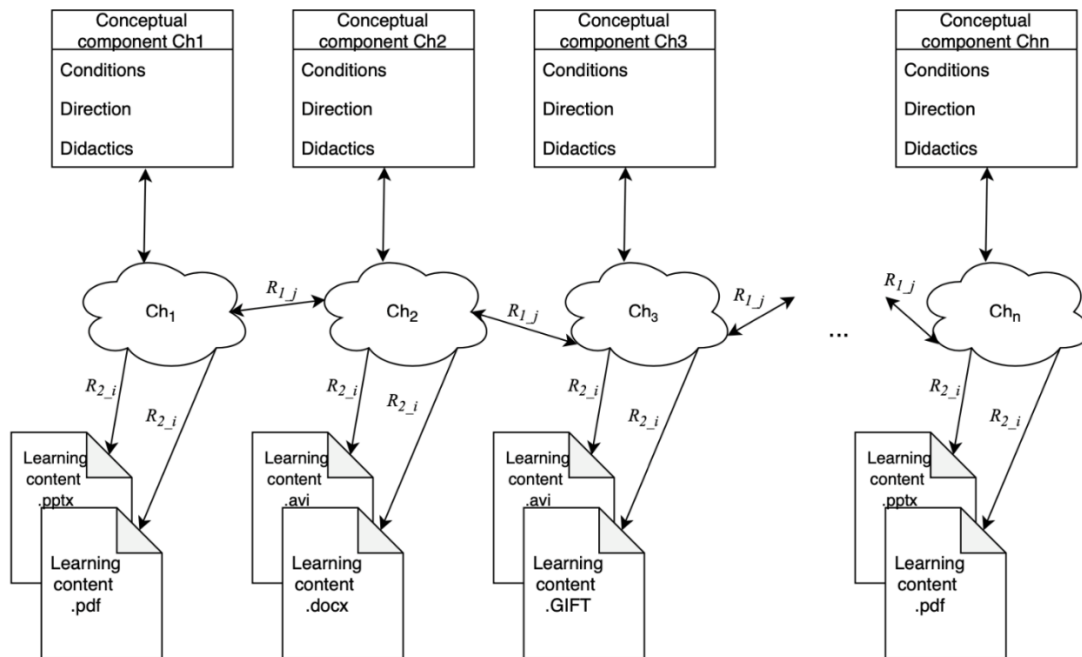 Conceptual
component Ch1
Conditions
Direction
Didactics
Conceptual
component Ch2
Conditions
Direction
Didactics
Conceptual
component Ch3
Conditions
Direction
Didactics
Conceptual
component Chn
Conditions
Direction
Didactics
Ch1
R1_j
Ch2
R1_j
Ch3
R1_j
...
R1_j
Chn
R2_i
R2_i
R2_i
R2_i
R2_i
R2_i
R2_i
R2_i
Learning
content
.pptx
Learning
content
.pdf
Learning
content
.avi
Learning
content
.docx
Learning
content
.avi
Learning
content
.GIFT
Learning
content
.pptx
Learning
content
.pdf